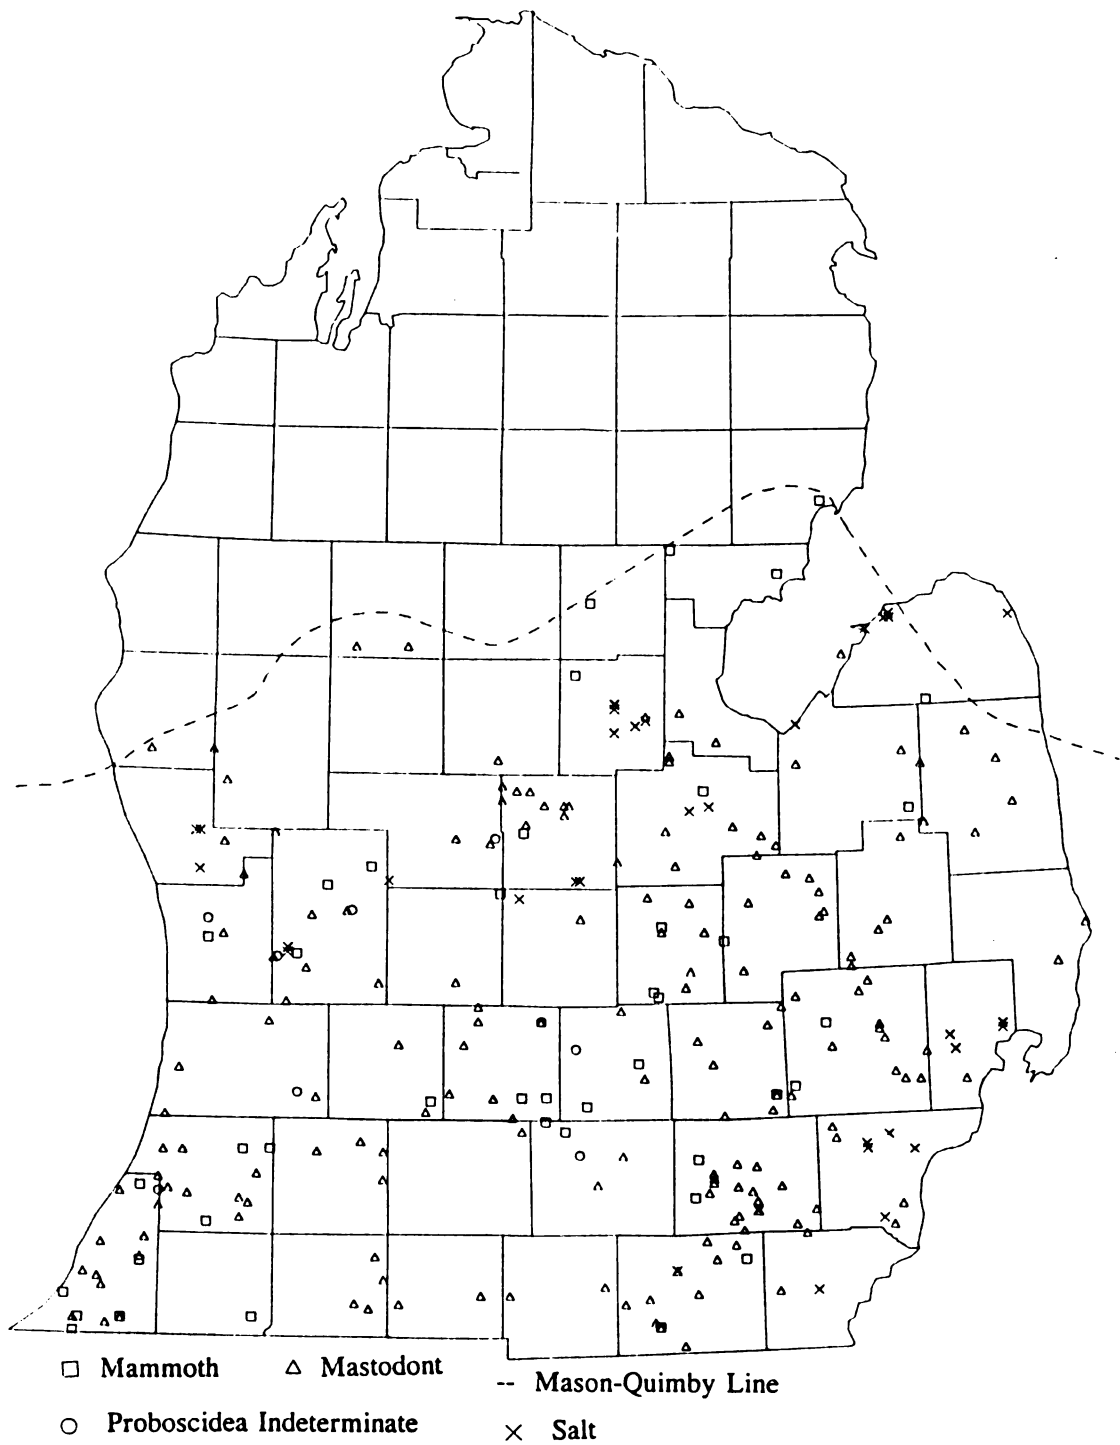 Mammoth
Mastodont
-- Mason-Quimby Line
Proboscidea Indeterminate
Salt